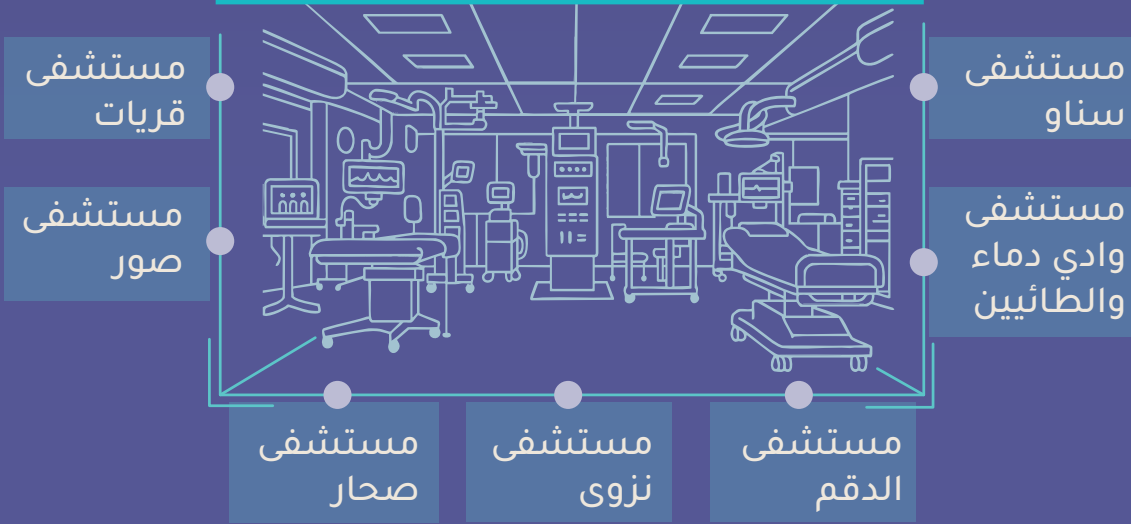 مستشفى
سناو
مستشفى
وادي دماء
والطائيين
مستشفى
قريات
مستشفى
صور
مستشفى
الدقم
مستشفى
نزوى
مستشفى
صحار